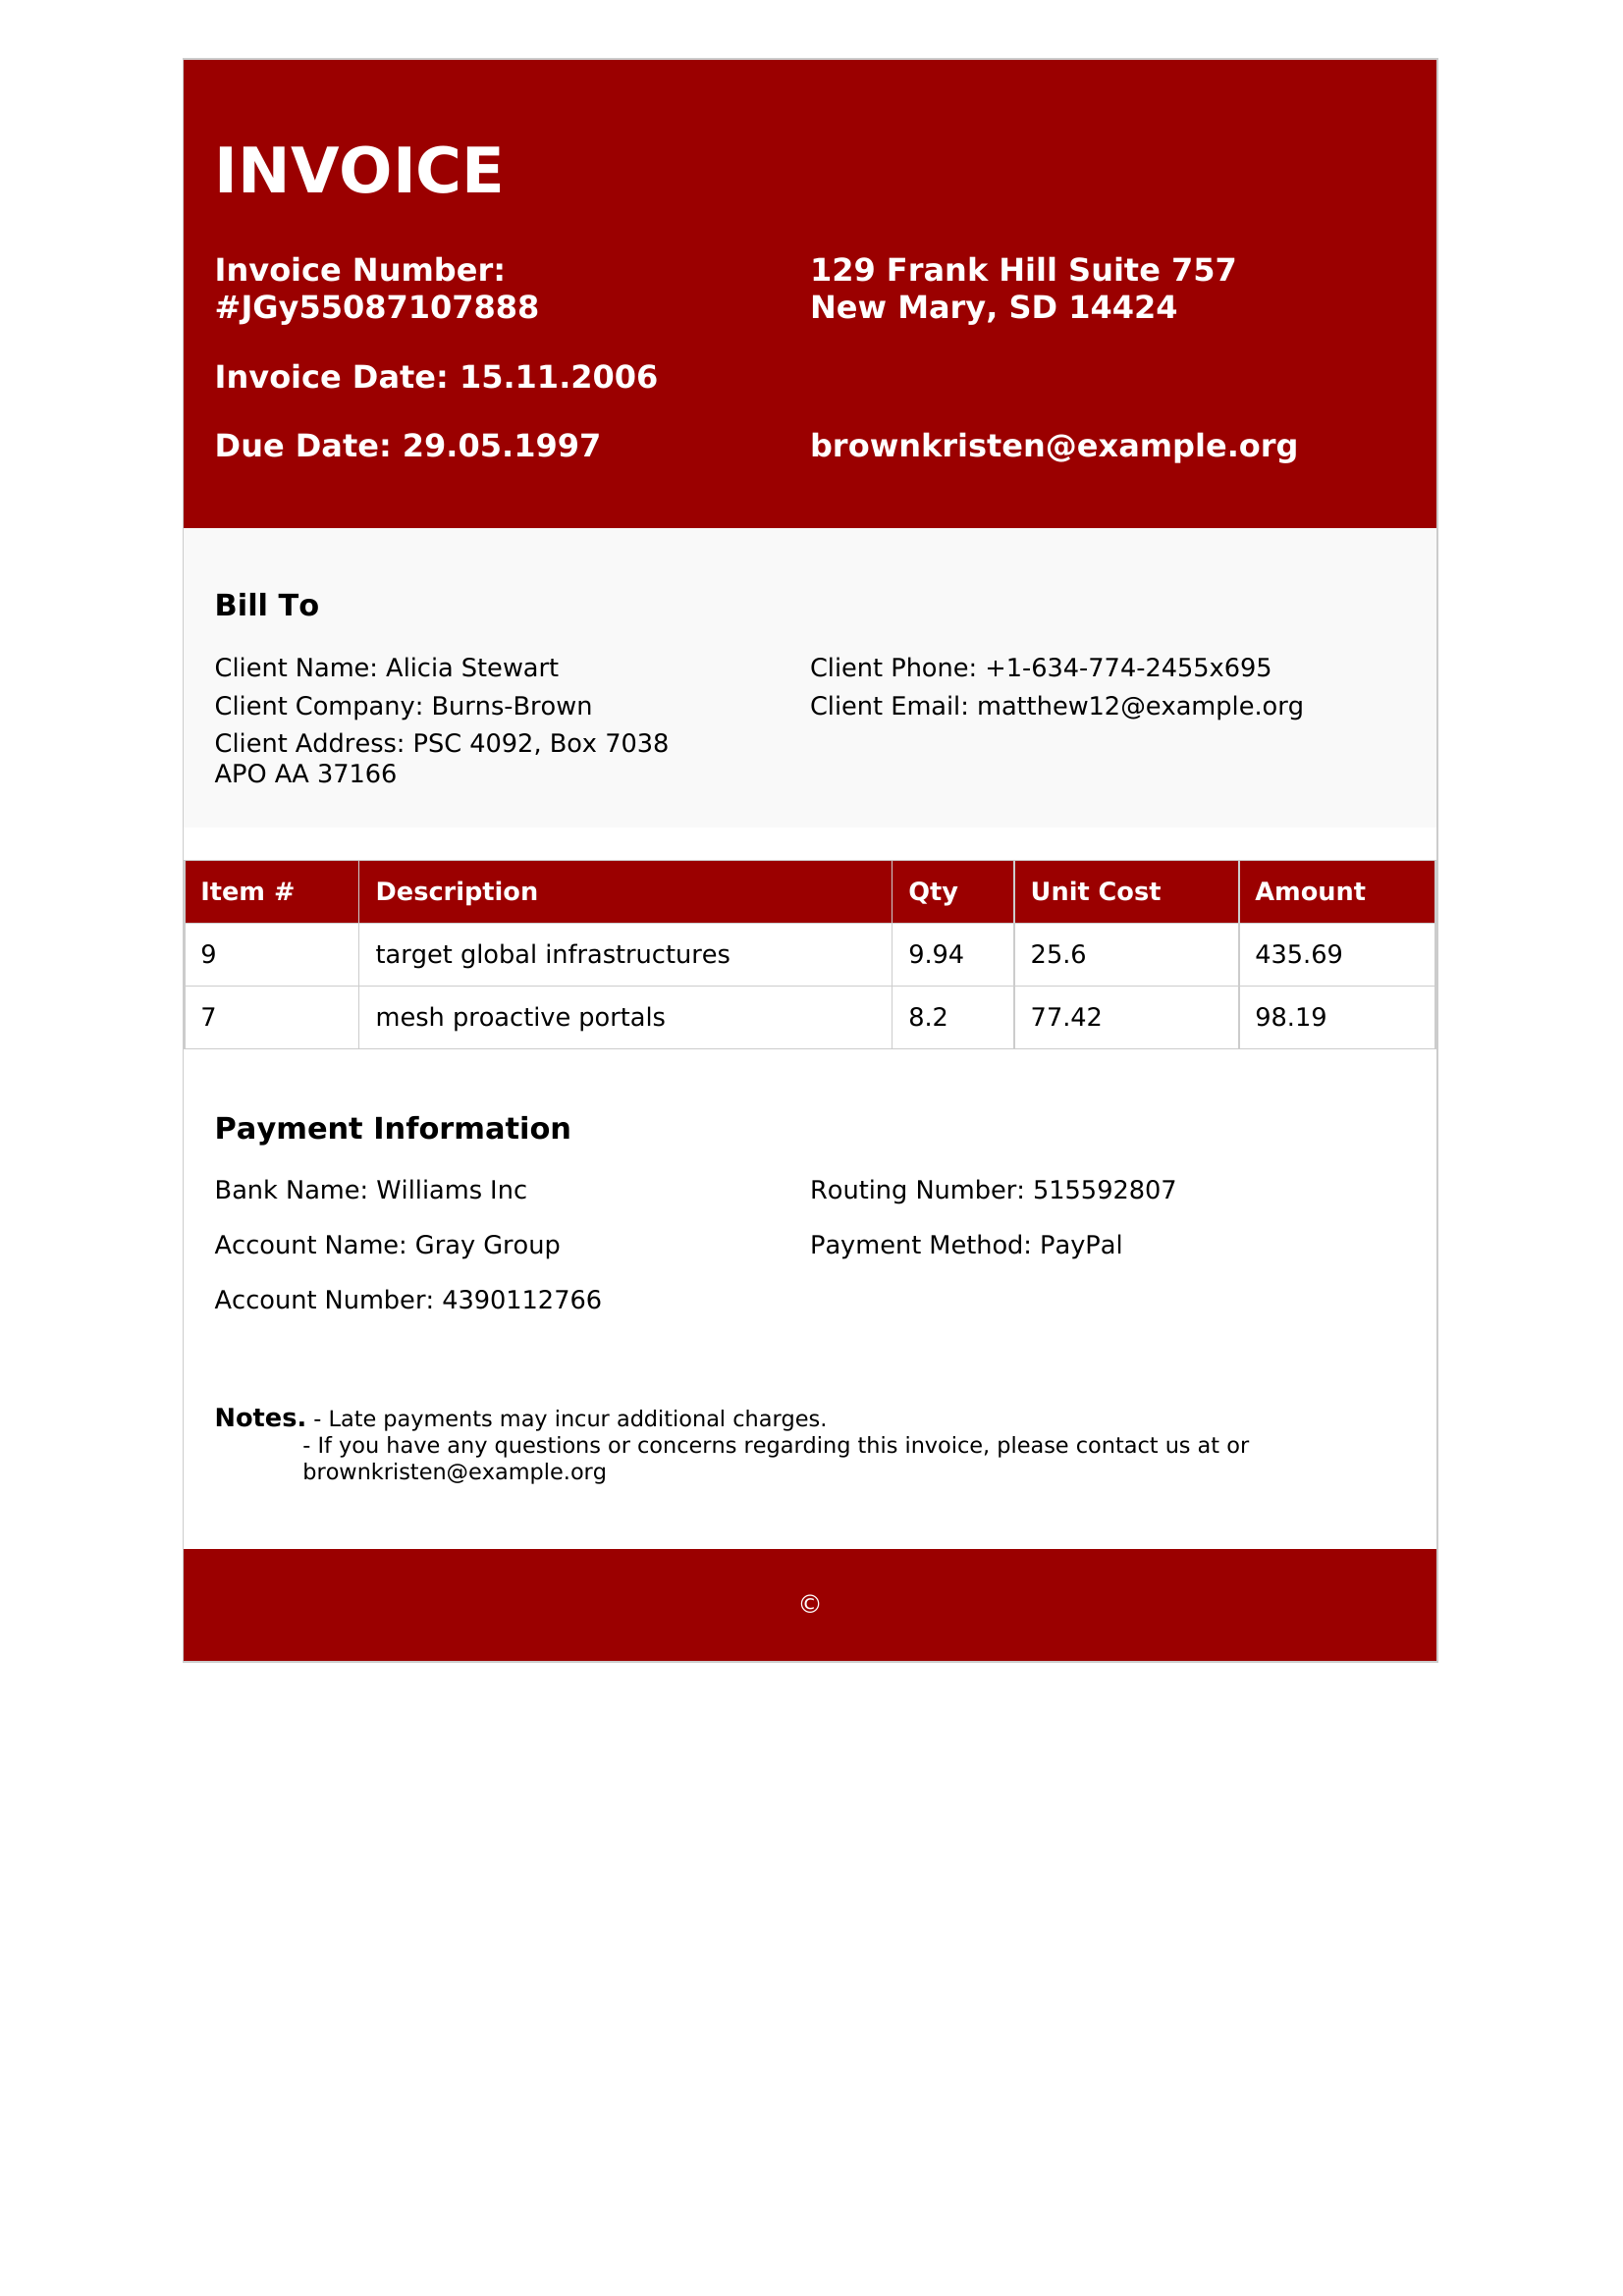 INVOICE
Invoice Number:
#JGy55087107888
129 Frank Hill Suite 757
New Mary, SD 14424
Invoice Date: 15.11.2006
Due Date: 29.05.1997
brownkristen@example.org
Bill To
Client Name: Alicia Stewart
Client Phone: +1-634-774-2455x695
Client Company: Burns-Brown
Client Email: matthew12@example.org
Client Address: PSC 4092, Box 7038
APO AA 37166
Item # Description Qty Unit Cost Amount
9 target global infrastructures 9.94 25.6 435.69
7 mesh proactive portals 8.2 77.42 98.19
Payment Information
Bank Name: Williams Inc
Routing Number: 515592807
Account Name: Gray Group
Payment Method: PayPal
Account Number: 4390112766
Notes. - Late payments may incur additional charges.
- If you have any questions or concerns regarding this invoice, please contact us at or
brownkristen@example.org
©